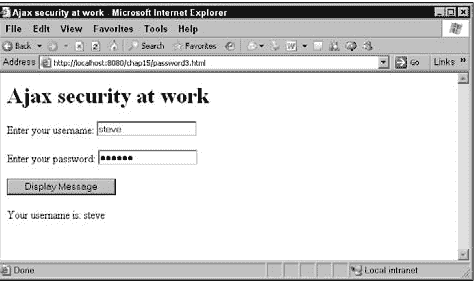 Ajax security at work - Microsoft Internet Explorer
File Edit View Favorites Tools Help
Back Search Favorites
Address http://localhost:8080/chap15/password3.html Go Links »
Ajax security at work
Enter your username: steve
Enter your password: ••••••
Display Message
Your username is: steve
Done Local intranet